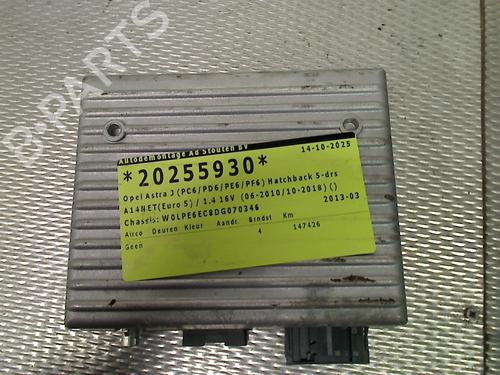 B-PARTS
Autodemontage Ad Stouten BV 14-10-2025
*20255930*
Opel Astra J (PC6/PD6/PE6/PF6) Hatchback 5-drs
A14NET(Euro 5) / 1.4 16V (06-2010/10-2018) ()
Chassis: W0LPE6EC8DG070346 2013-03
Airco Deuren Kleur Aandr. Brndst Km
Geen 4 147426